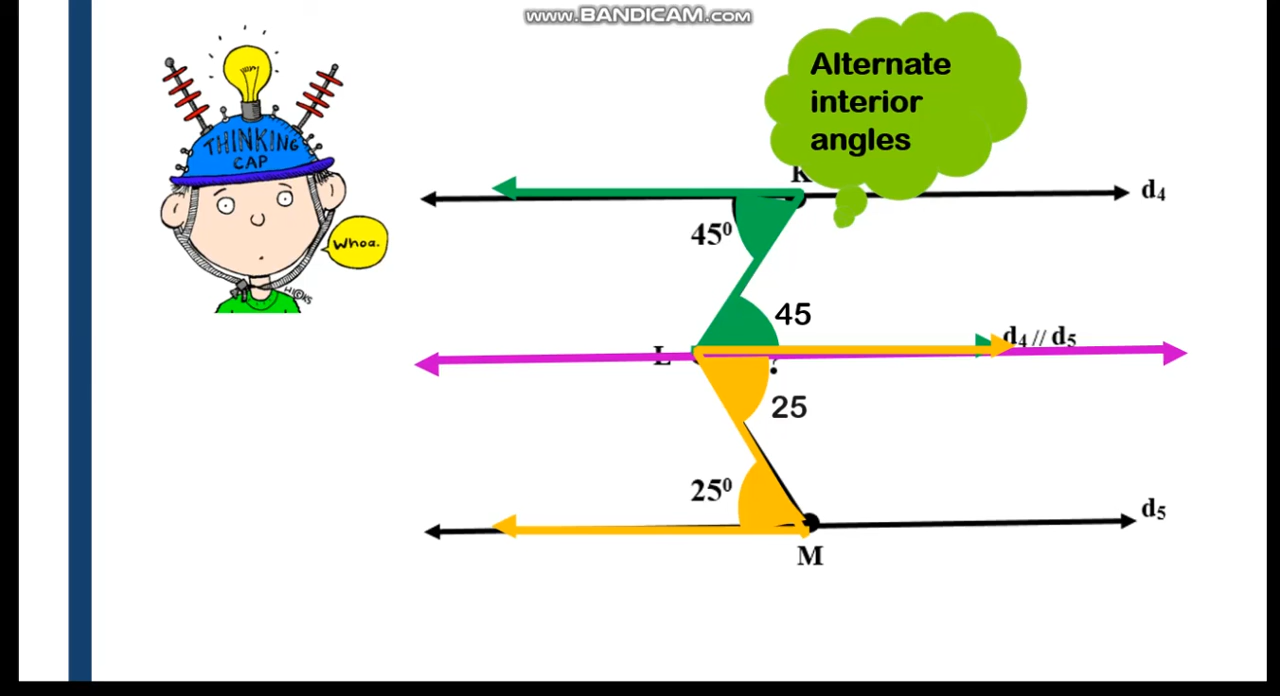 www.BANDICAM.com
Alternate
interior
angles
THINKING
CAP
Whoa.
K
d4
45⁰
45
L
d4 // d5
?
25
25⁰
d5
M